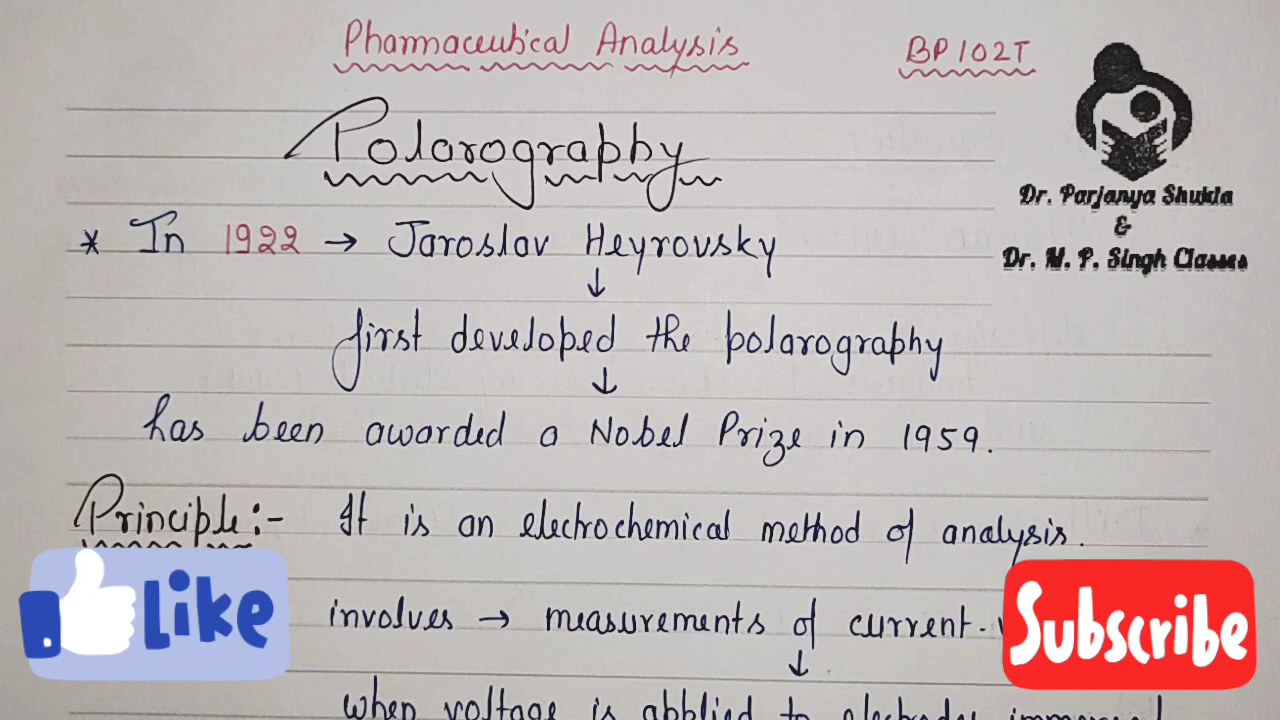 Pharmaceutical Analysis
BP102T
Polarography
Dr. Parjanya Shukla
&
Dr. M. P. Singh Classes
* In 1922 → Jaroslav Heyrovsky
↓
first developed the polarography
↓
has been awarded a Nobel Prize in 1959.
Principle:- It is an electrochemical method of analysis.
Like
involves → measurements of current-
Subscribe
↓
when voltage is applied to electrodes